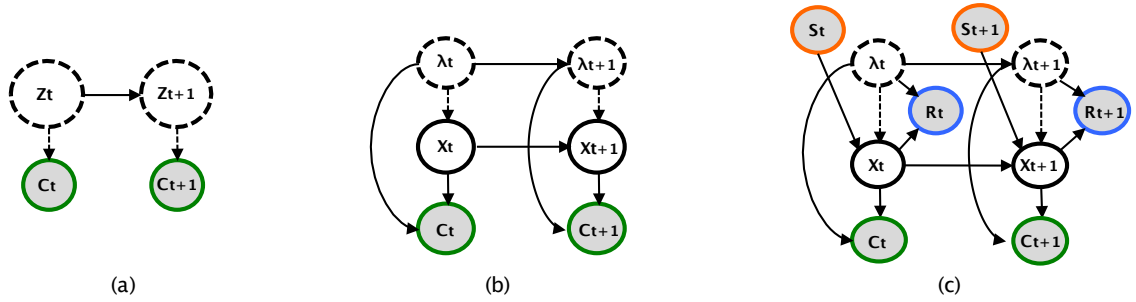 Zt Zt+1
Ct Ct+1
(a)
λt λt+1
Xt Xt+1
Ct Ct+1
(b)
St St+1
λt λt+1
Rt Rt+1
Xt Xt+1
Ct Ct+1
(c)